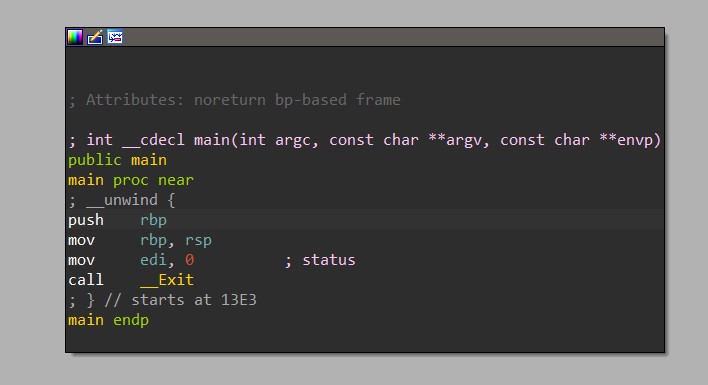 ; Attributes: noreturn bp-based frame
; int __cdecl main(int argc, const char **argv, const char **envp)
public main
main proc near
; __unwind {
push    rbp
mov     rbp, rsp
mov     edi, 0          ; status
call    __Exit
; } // starts at 13E3
main endp